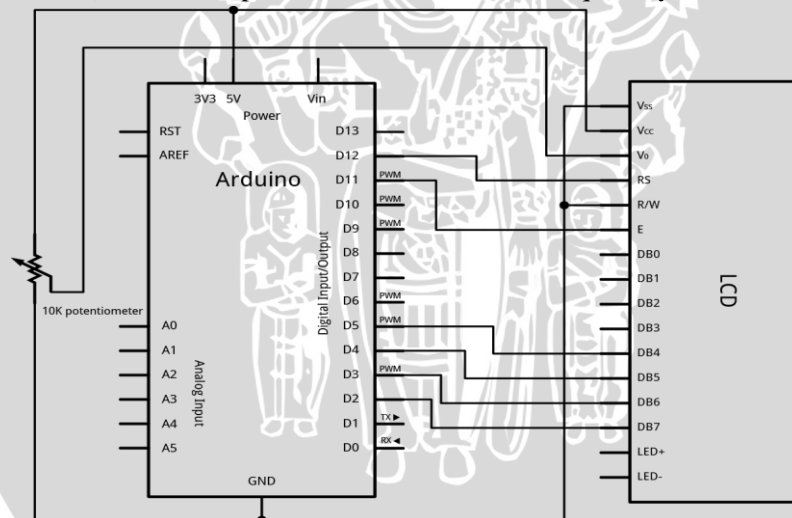 3V3 5V Vin
Power
RST
AREF
Arduino
D13
D12
D11 PWM
D10 PWM
D9 PWM
D8
D7
D6 PWM
D5 PWM
D4
D3 PWM
D2
D1 TX ▶
D0 RX ◀
Digital Input/Output
10K potentiometer
A0
A1
A2
A3
A4
A5
Analog Input
GND
Vss
Vcc
V0
RS
R/W
E
DB0
DB1
DB2
DB3
DB4
DB5
DB6
DB7
LED+
LED-
LCD